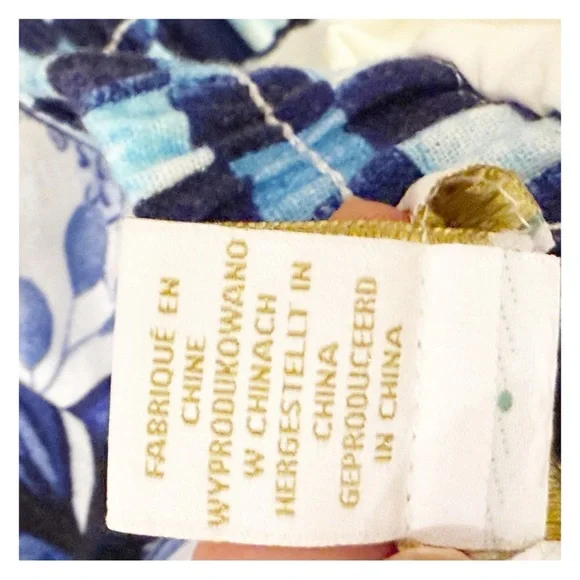 FABRIQUÉ EN
CHINE
WYPRODUKOWANO
W CHINACH
HERGESTELLT IN
CHINA
GEPRODUCEERD
IN CHINA